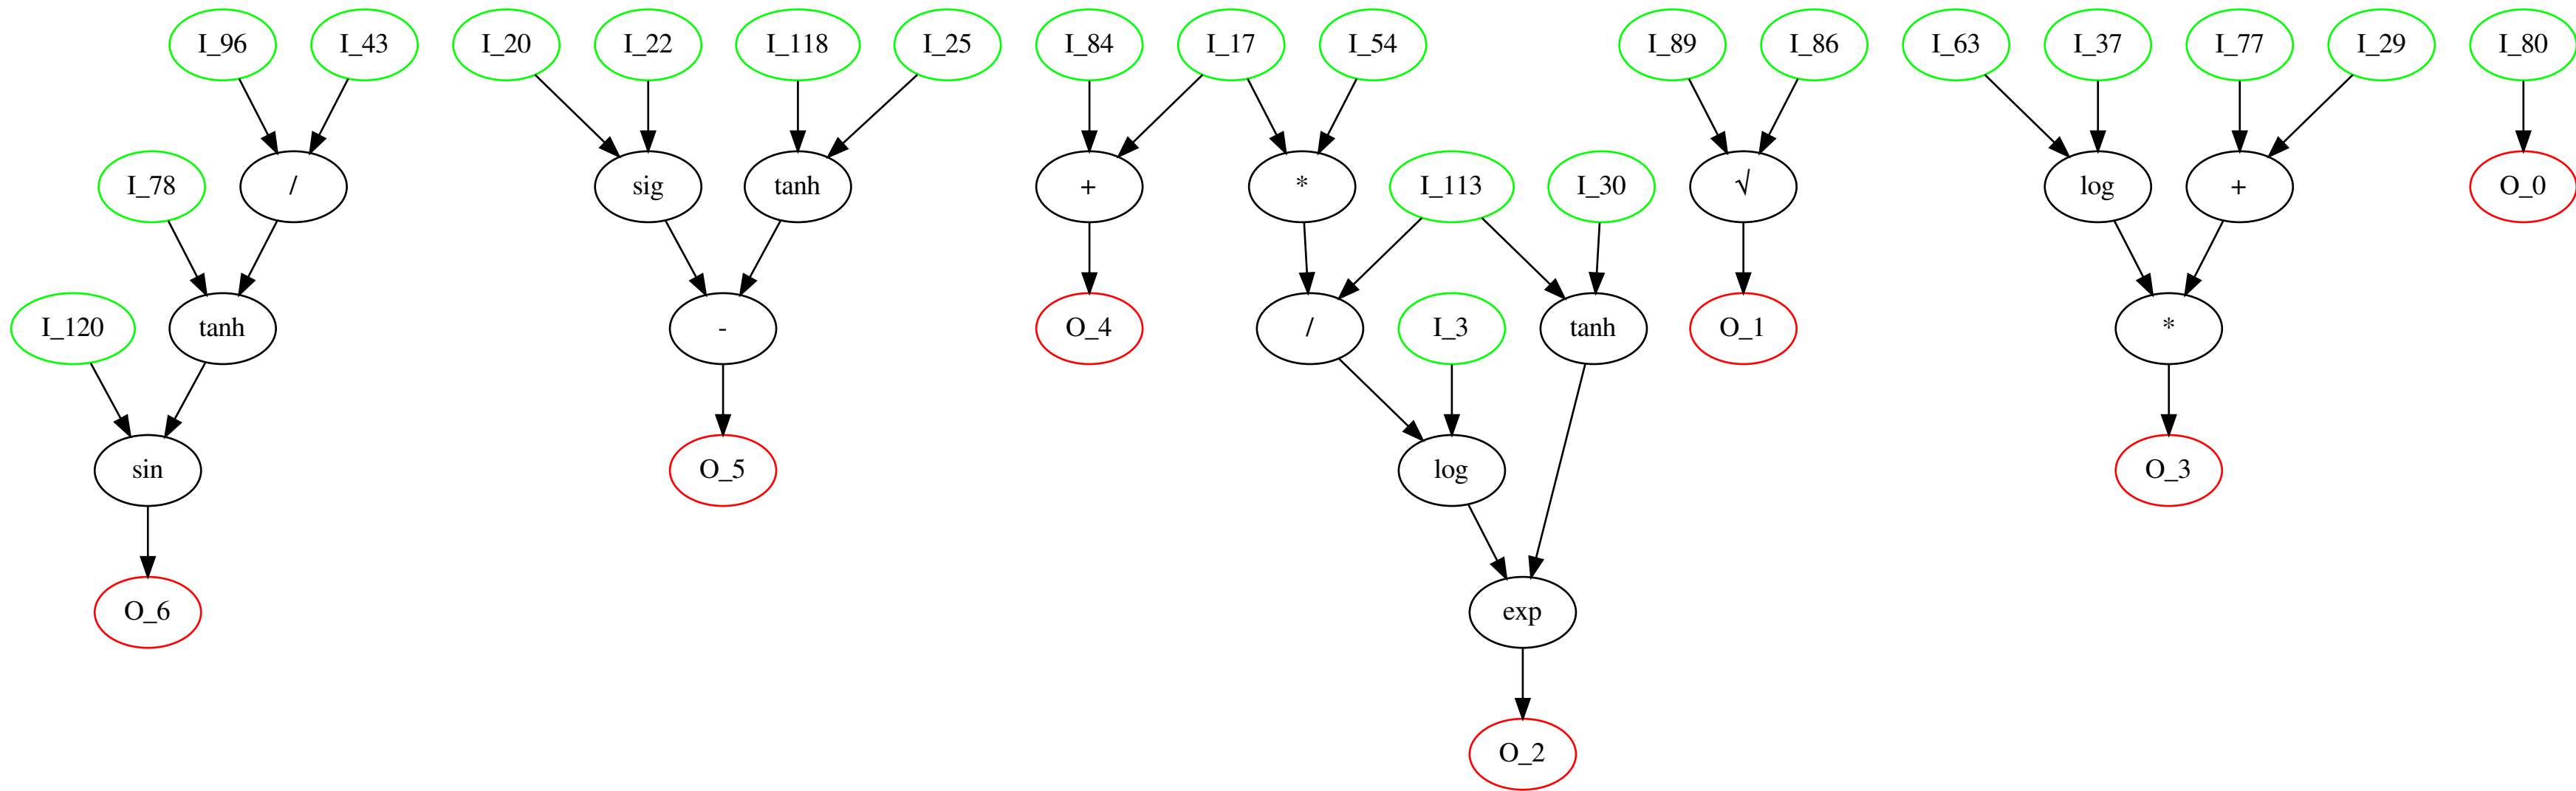 I_96 I_43 I_20 I_22 I_118 I_25 I_84 I_17 I_54 I_89 I_86 I_63 I_37 I_77 I_29 I_80
I_78 / sig tanh + * I_113 I_30 √ log + O_0
I_120 tanh - O_4 / I_3 tanh O_1 *
sin O_5 log O_3
O_6 exp
O_2